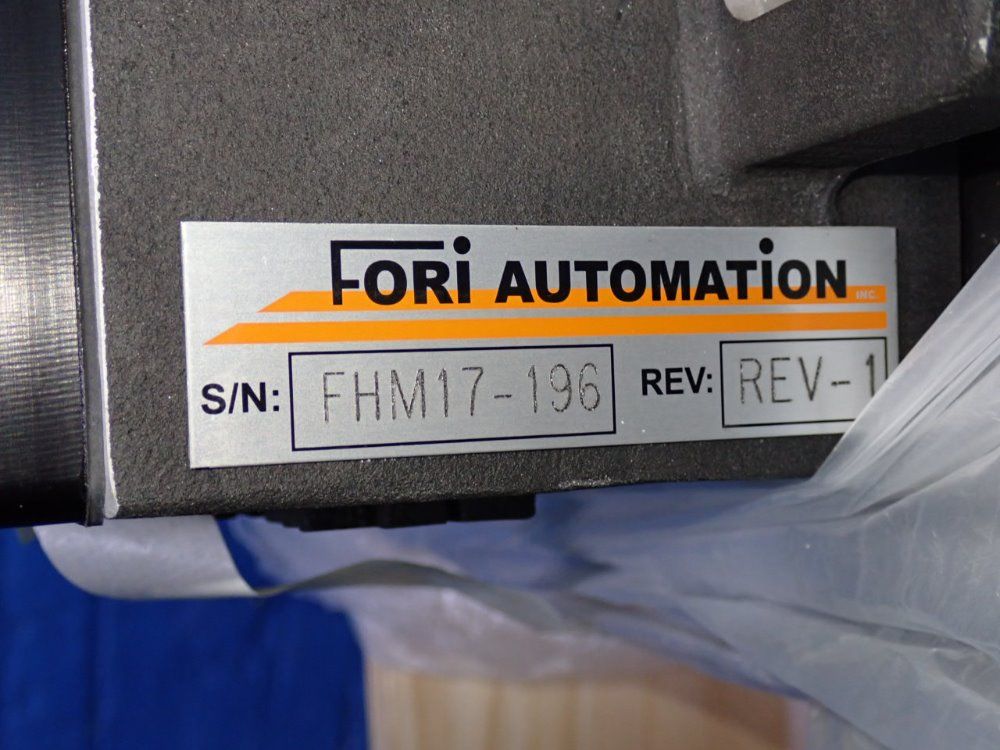 FORi AUTOMATiON INC.
S/N: FHM17-196 REV: REV-1